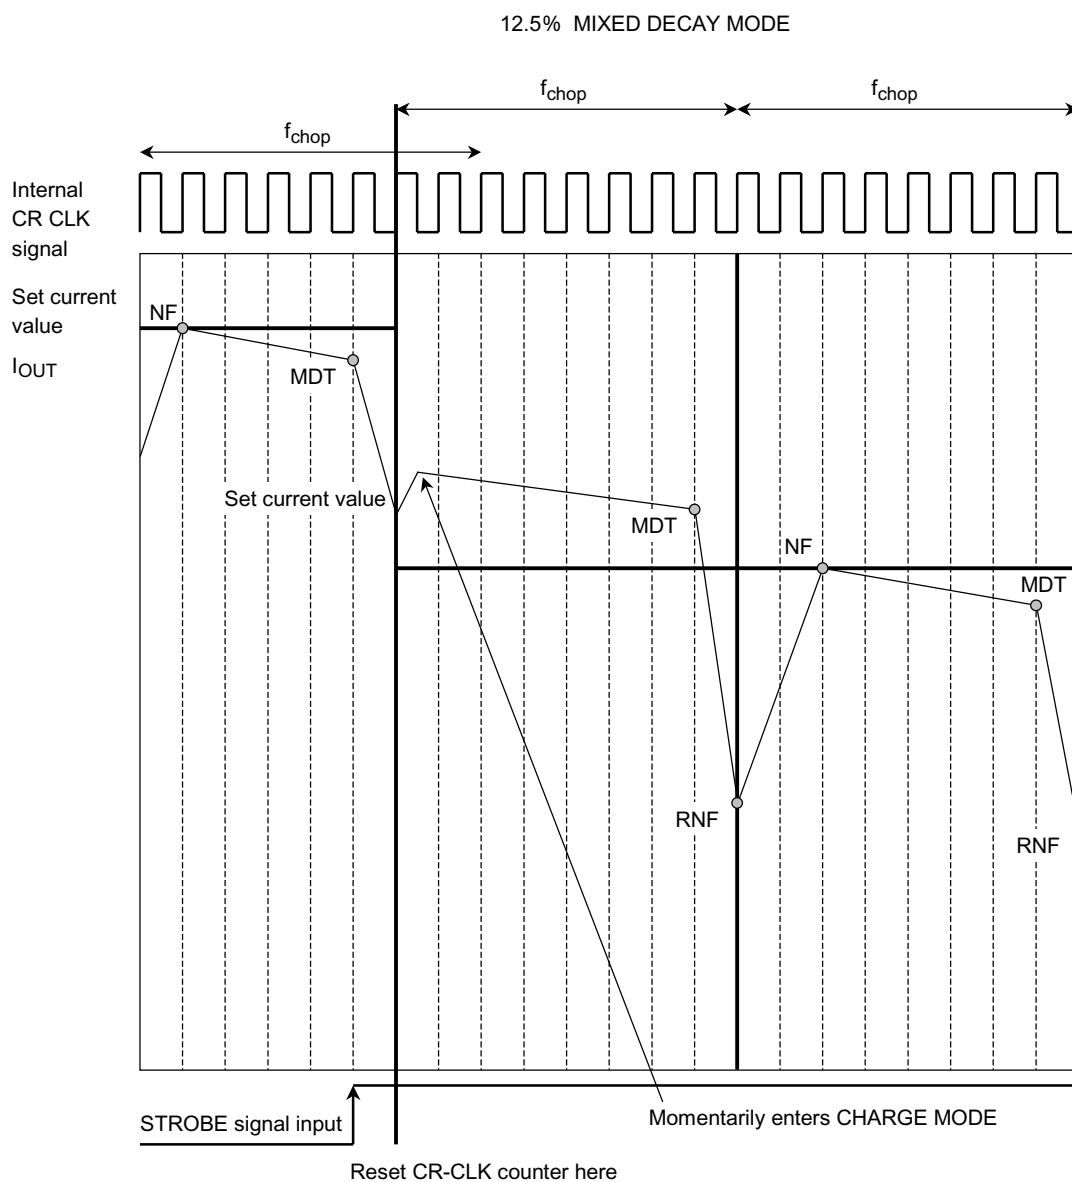 12.5% MIXED DECAY MODE
fchop
fchop
fchop
Internal
CR CLK
signal
Set current
value
IOUT
NF
MDT
Set current value
MDT
NF
MDT
RNF
RNF
STROBE signal input
Momentarily enters CHARGE MODE
Reset CR-CLK counter here